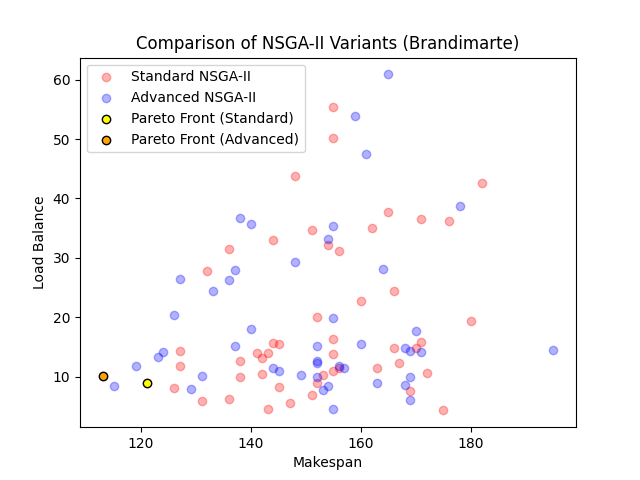 Comparison of NSGA-II Variants (Brandimarte)
Standard NSGA-II
Advanced NSGA-II
Pareto Front (Standard)
Pareto Front (Advanced)
Load Balance
60
50
40
30
20
10
120 140 160 180
Makespan